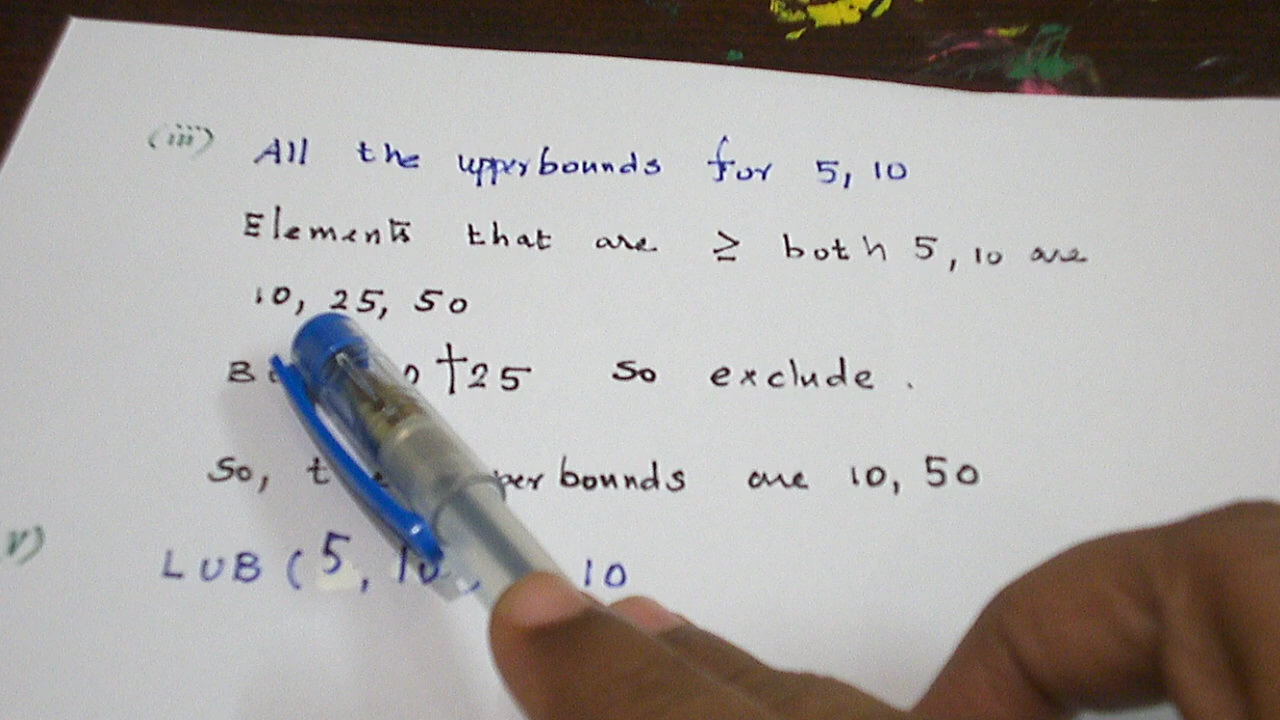 (iii) All the upperbounds for 5, 10
Elements that are ≥ both 5, 10 are
10, 25, 50
†25 so exclude.
So, bounds are 10, 50
LUB (5, 10 10